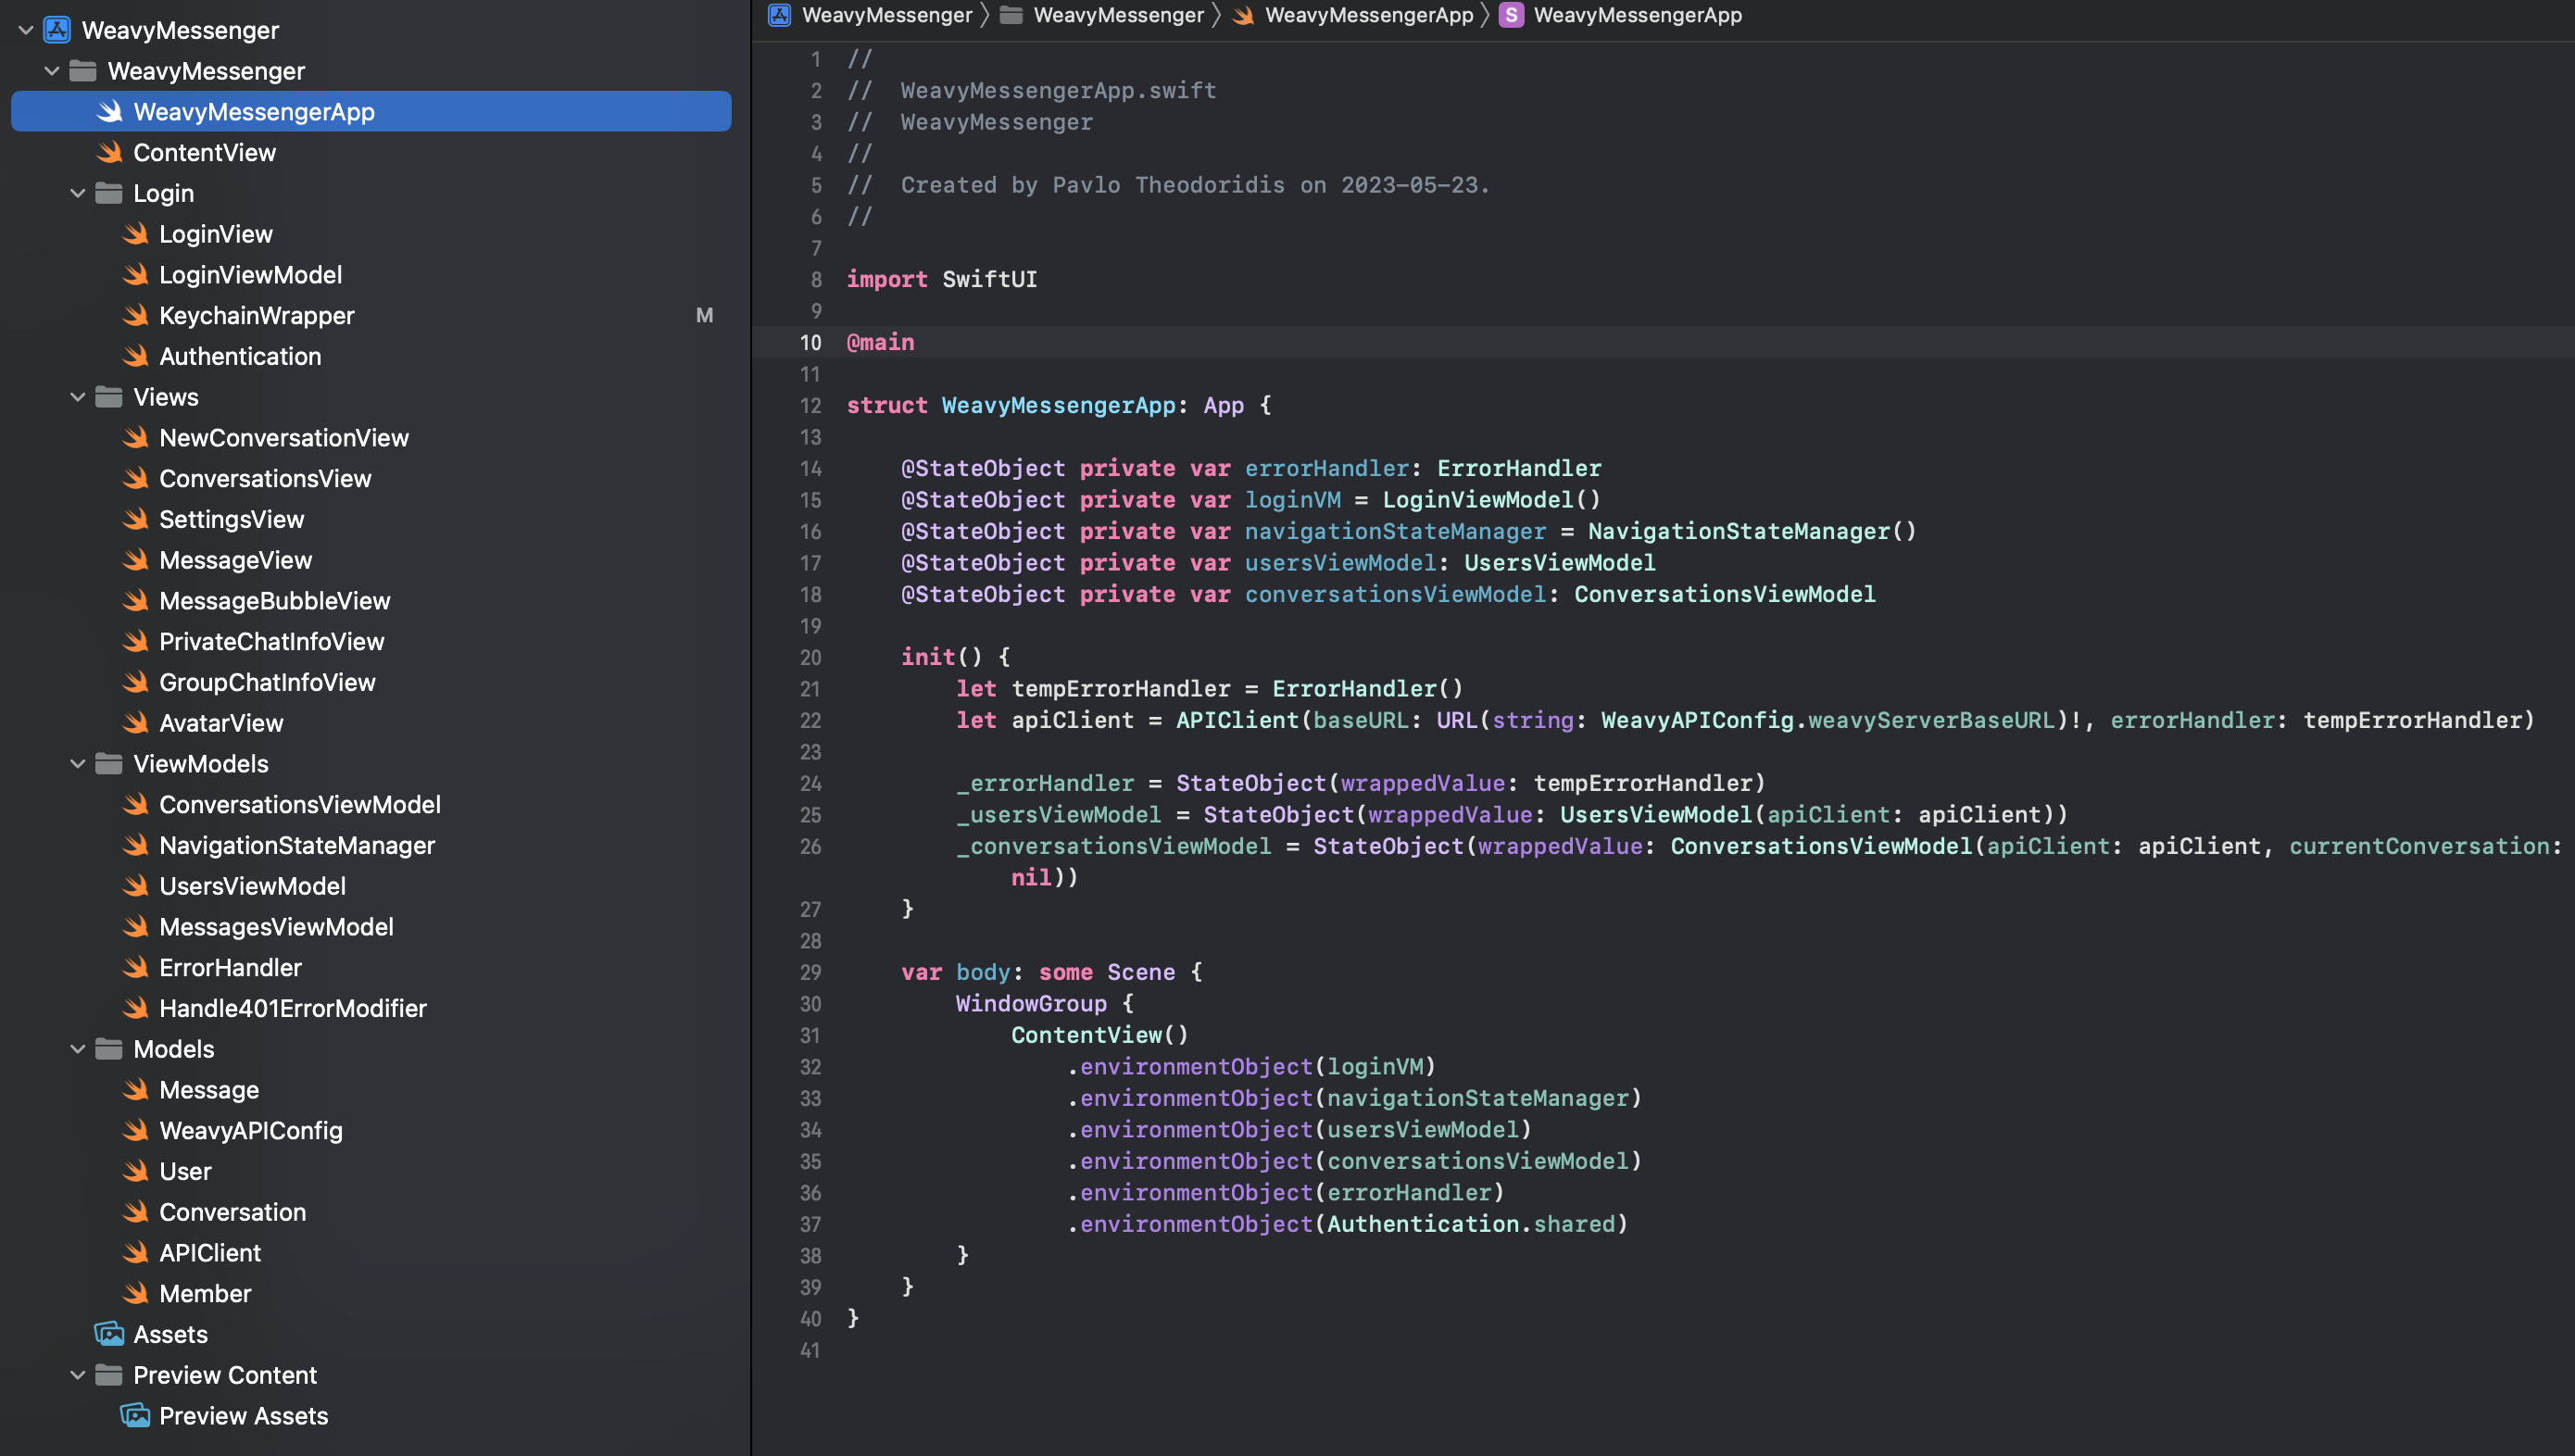 WeavyMessenger
WeavyMessenger
WeavyMessengerApp
ContentView
Login
LoginView
LoginViewModel
KeychainWrapper M
Authentication
Views
NewConversationView
ConversationsView
SettingsView
MessageView
MessageBubbleView
PrivateChatInfoView
GroupChatInfoView
AvatarView
ViewModels
ConversationsViewModel
NavigationStateManager
UsersViewModel
MessagesViewModel
ErrorHandler
Handle401ErrorModifier
Models
Message
WeavyAPIConfig
User
Conversation
APIClient
Member
Assets
Preview Content
Preview Assets
WeavyMessenger 〉 WeavyMessenger 〉 WeavyMessengerApp 〉 S WeavyMessengerApp
1 //
2 //  WeavyMessengerApp.swift
3 //  WeavyMessenger
4 //
5 //  Created by Pavlo Theodoridis on 2023-05-23.
6 //
7
8 import SwiftUI
9
10 @main
11
12 struct WeavyMessengerApp: App {
13
14     @StateObject private var errorHandler: ErrorHandler
15     @StateObject private var loginVM = LoginViewModel()
16     @StateObject private var navigationStateManager = NavigationStateManager()
17     @StateObject private var usersViewModel: UsersViewModel
18     @StateObject private var conversationsViewModel: ConversationsViewModel
19
20     init() {
21         let tempErrorHandler = ErrorHandler()
22         let apiClient = APIClient(baseURL: URL(string: WeavyAPIConfig.weavyServerBaseURL)!, errorHandler: tempErrorHandler)
23
24         _errorHandler = StateObject(wrappedValue: tempErrorHandler)
25         _usersViewModel = StateObject(wrappedValue: UsersViewModel(apiClient: apiClient))
26         _conversationsViewModel = StateObject(wrappedValue: ConversationsViewModel(apiClient: apiClient, currentConversation:
nil))
27     }
28
29     var body: some Scene {
30         WindowGroup {
31             ContentView()
32                 .environmentObject(loginVM)
33                 .environmentObject(navigationStateManager)
34                 .environmentObject(usersViewModel)
35                 .environmentObject(conversationsViewModel)
36                 .environmentObject(errorHandler)
37                 .environmentObject(Authentication.shared)
38         }
39     }
40 }
41